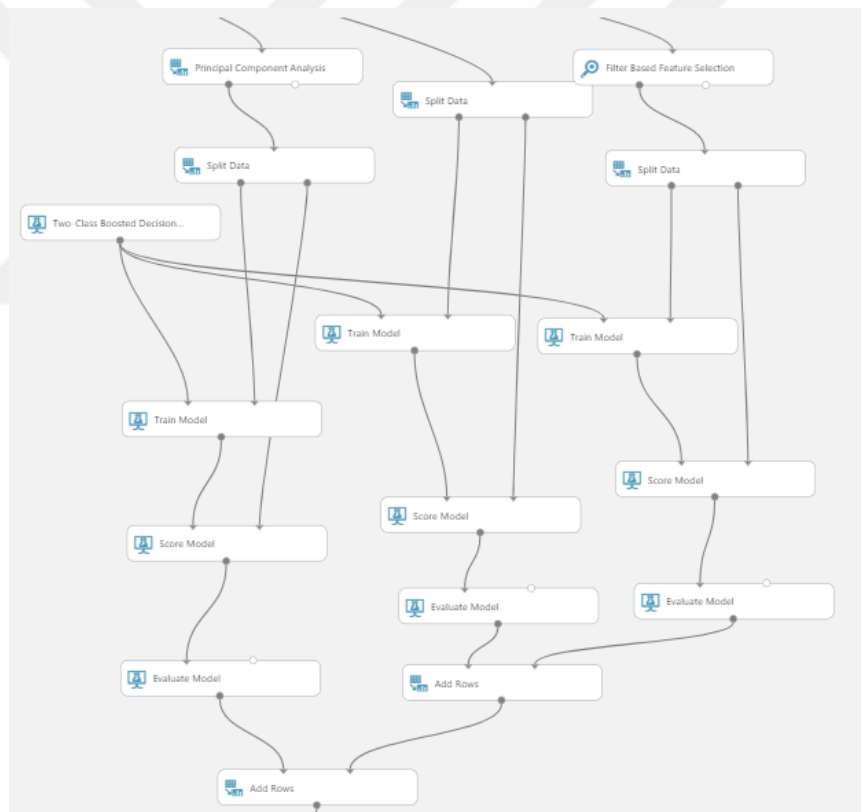 Principal Component Analysis
Filter Based Feature Selection
Split Data
Split Data
Split Data
Two-Class Boosted Decision...
Train Model
Train Model
Train Model
Score Model
Score Model
Score Model
Evaluate Model
Evaluate Model
Evaluate Model
Add Rows
Add Rows